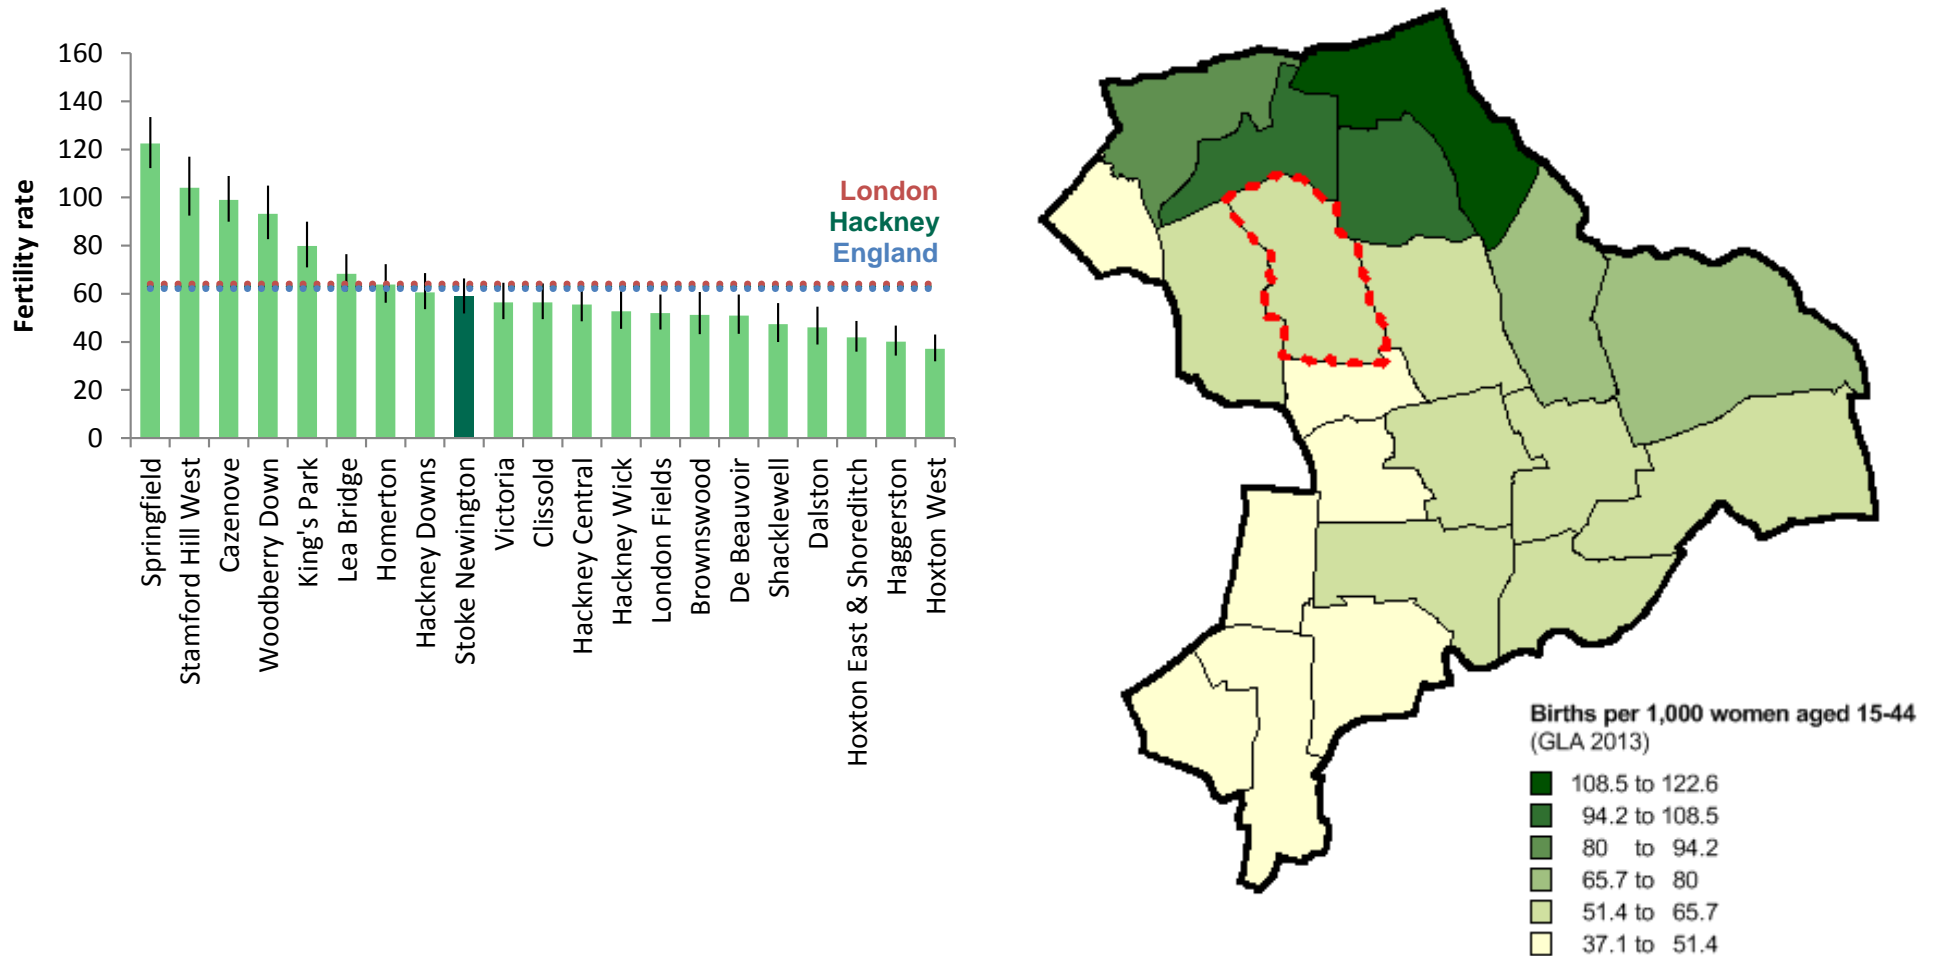 160
140
120
100
80
60
40
20
0
Fertility rate
London
Hackney
England
Springfield
Stamford Hill West
Cazenove
Woodberry Down
King's Park
Lea Bridge
Homerton
Hackney Downs
Stoke Newington
Victoria
Clissold
Hackney Central
Hackney Wick
London Fields
Brownswood
De Beauvoir
Shacklewell
Dalston
Hoxton East & Shoreditch
Haggerston
Hoxton West
Births per 1,000 women aged 15-44
(GLA 2013)
108.5 to 122.6
94.2 to 108.5
80 to 94.2
65.7 to 80
51.4 to 65.7
37.1 to 51.4